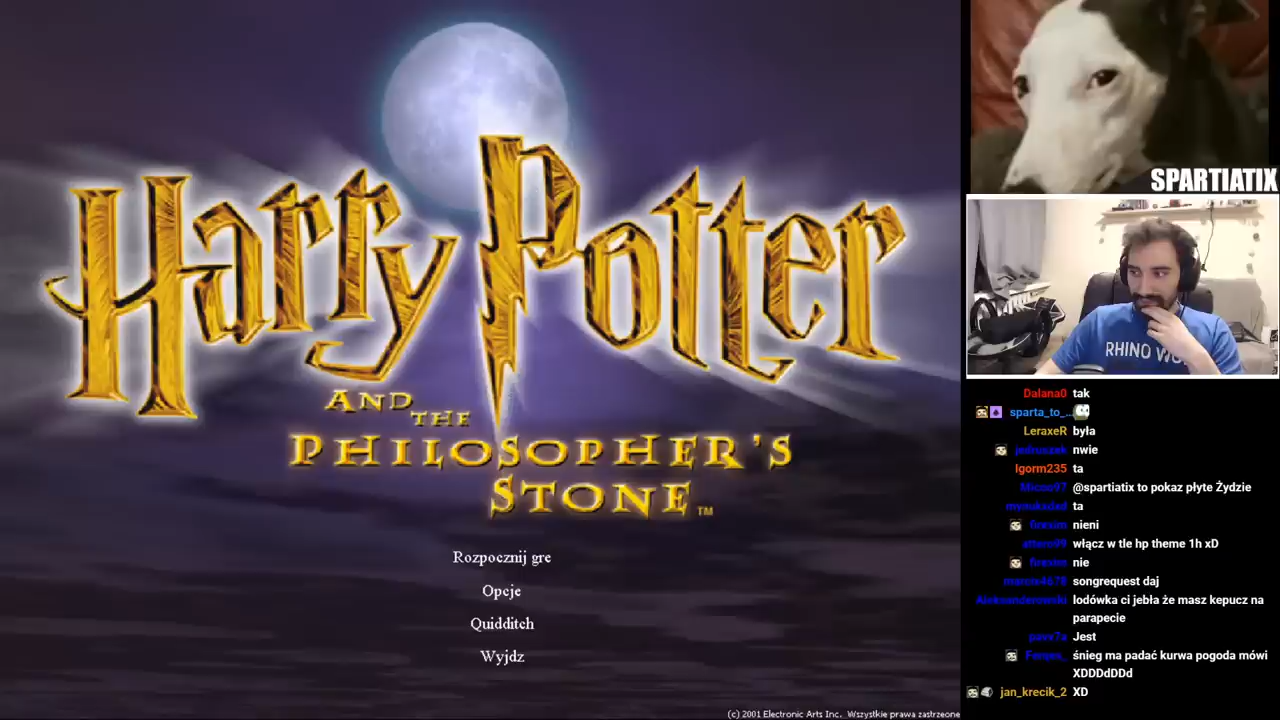 HARRY POTTER
AND THE
PHILOSOPHER'S
STONE™
Rozpocznij gre
Opcje
Quidditch
Wyjdz
(c) 2001 Electronic Arts Inc. Wszystkie prawa zastrzeone
SPARTIATIX
RHINO
Dalana0 tak
sparta_to_...
LeraxeR była
nwie
Igorm235 ta
@spartiatix to pokaz płyte Żydzie
ta
nieni
włącz w tle hp theme 1h xD
nie
songrequest daj
lodówka ci jebła że masz kepucz na
parapecie
Jest
śnieg ma padać kurwa pogoda mówi
XDDDdDDd
jan_krecik_2 XD